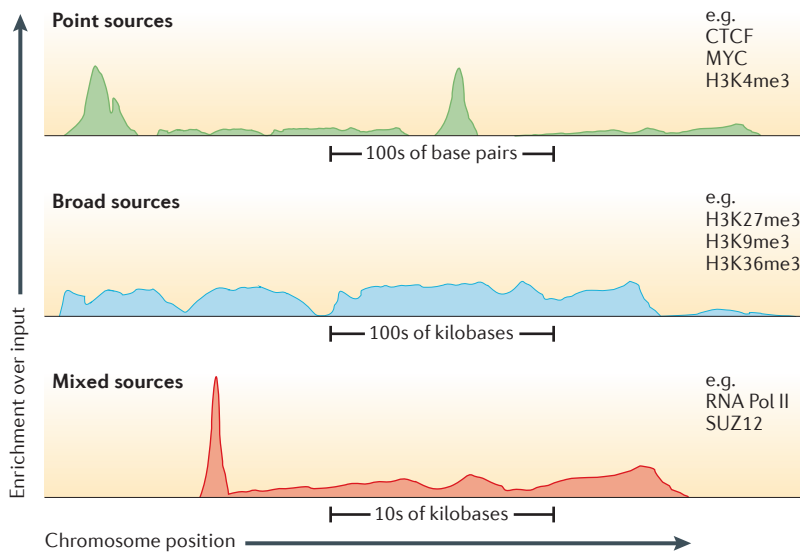 Point sources
e.g.
CTCF
MYC
H3K4me3
100s of base pairs
Broad sources
e.g.
H3K27me3
H3K9me3
H3K36me3
100s of kilobases
Mixed sources
e.g.
RNA Pol II
SUZ12
10s of kilobases
Enrichment over input
Chromosome position